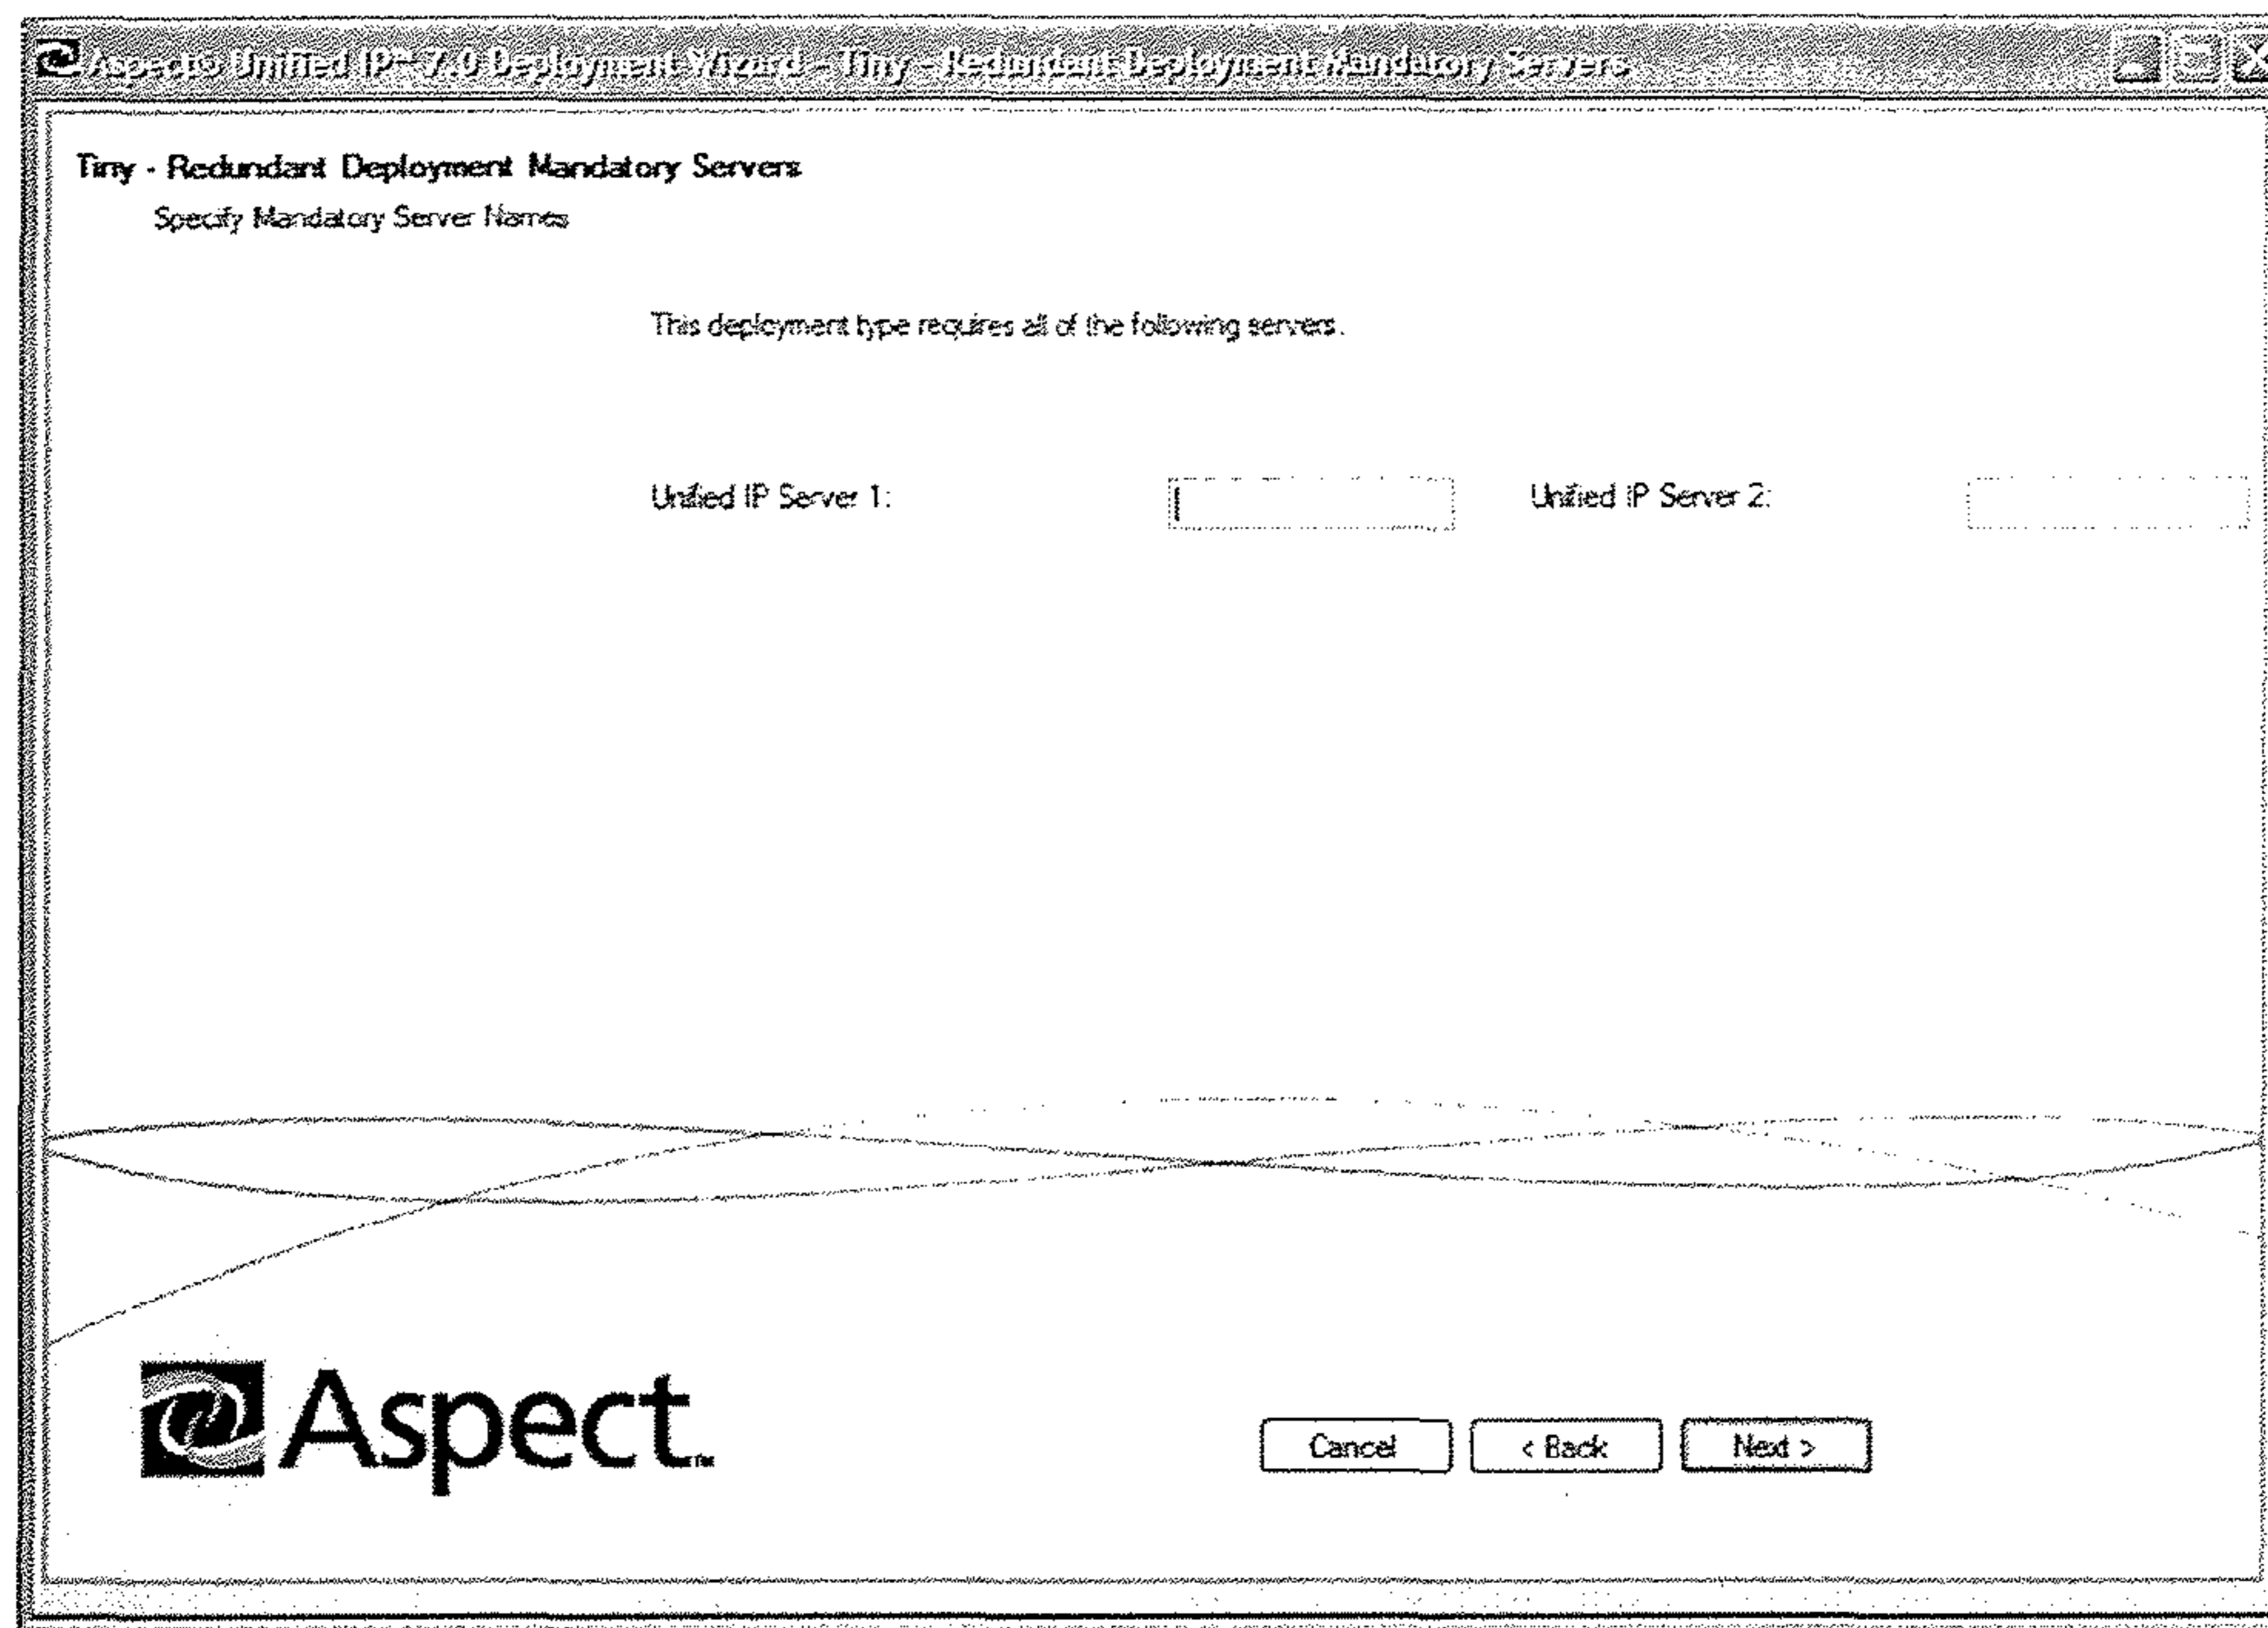 Aspect® Unified IP™ 7.0 Deployment Wizard - Tiny - Redundant Deployment Mandatory Servers
Tiny - Redundant Deployment Mandatory Servers
Specify Mandatory Server Names
This deployment type requires all of the following servers.
Unified IP Server 1: Unified IP Server 2:
Aspect™
Cancel < Back Next >